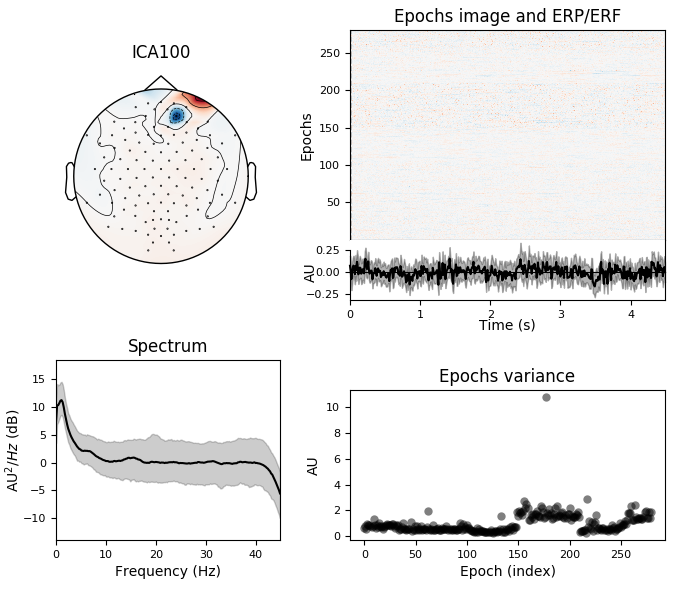 ICA100
Epochs image and ERP/ERF
Epochs
250
200
150
100
50
AU
0.25
0.00
−0.25
0 1 2 3 4
Time (s)
Spectrum
AU²/Hz (dB)
15
10
5
0
−5
−10
0 10 20 30 40
Frequency (Hz)
Epochs variance
AU
10
8
6
4
2
0
0 50 100 150 200 250
Epoch (index)